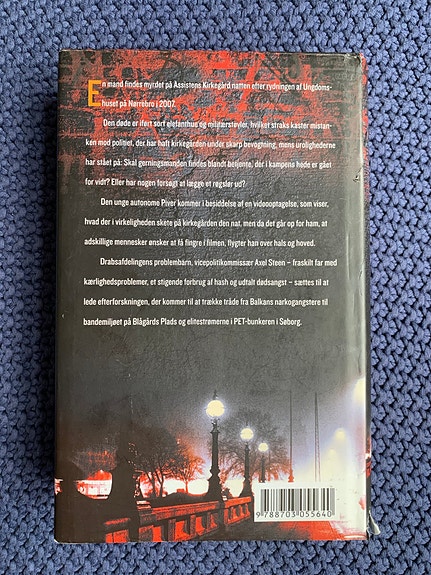 En mand findes myrdet på Assistens Kirkegård natten efter rydningen af Ungdoms-
huset på Nørrebro i 2007.
Den døde er iført sort elefanthue og militærstøvler, hvilket straks kaster mistan-
ken mod politiet, der har haft kirkegården under skarp bevogtning, mens urolighederne
har stået på: Skal gerningsmanden findes blandt betjente, der i kampens hede er gået
for vidt? Eller har nogen forsøgt at lægge et røgslør ud?
Den unge autonome Piver kommer i besiddelse af en videooptagelse, som viser,
hvad der i virkeligheden skete på kirkegården den nat, men da det går op for ham, at
adskillige mennesker ønsker at få fingre i filmen, flygter han over hals og hoved.
Drabsafdelingens problembarn, vicepolitikommissær Axel Steen – fraskilt far med
kærlighedsproblemer, et stigende forbrug af hash og udtalt dødsangst – sættes til at
lede efterforskningen, der kommer til at trække tråde fra Balkans narkogangstere til
bandemiljøet på Blågårds Plads og elitestrømerne i PET-bunkeren i Søborg.
9 788703 055640